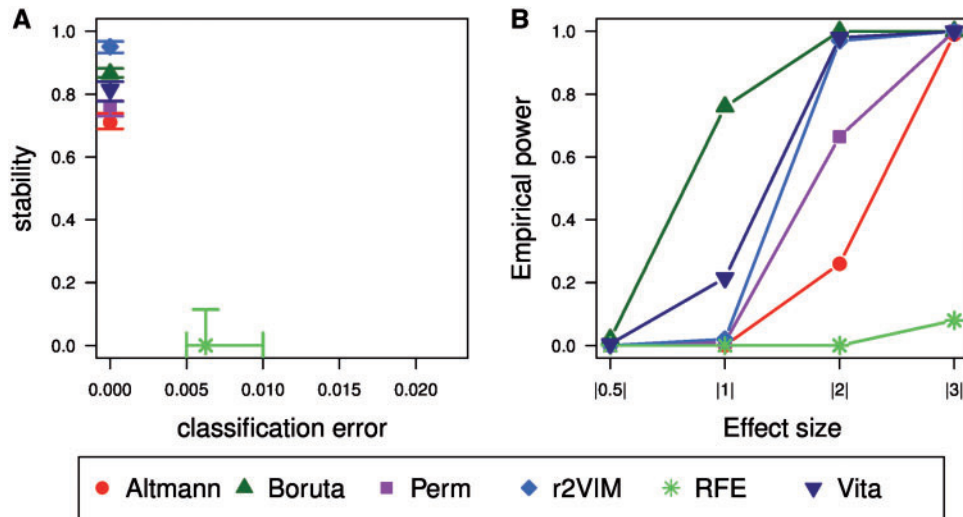 A
stability
1.0
0.8
0.6
0.4
0.2
0.0
0.000
0.005
0.010
0.015
0.020
classification error
B
Empirical power
1.0
0.8
0.6
0.4
0.2
0.0
|0.5|
|1|
|2|
|3|
Effect size
Altmann
Boruta
Perm
r2VIM
RFE
Vita